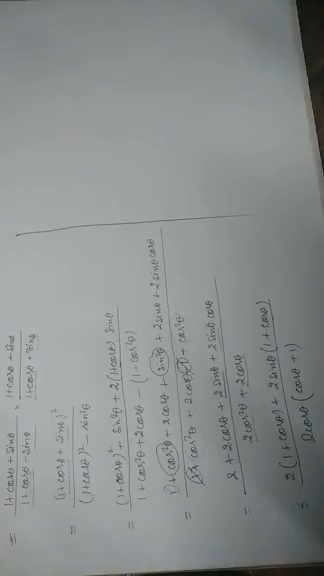 = (1+cosθ+sinθ)/(1+cosθ-sinθ) × (1+cosθ+sinθ)/(1+cosθ+sinθ)
= (1+cosθ+sinθ)²/((1+cosθ)²-sin²θ)
= ((1+cosθ)²+sin²θ+2(1+cosθ)sinθ)/(1+cos²θ+2cosθ-(1-cos²θ))
= (1+cos²θ+2cosθ+sin²θ+2sinθ+2sinθcosθ)/(1+cos²θ+2cosθ-1+cos²θ)
= (2+2cosθ+2sinθ+2sinθcosθ)/(2cos²θ+2cosθ)
= (2(1+cosθ)+2sinθ(1+cosθ))/(2cosθ(cosθ+1))